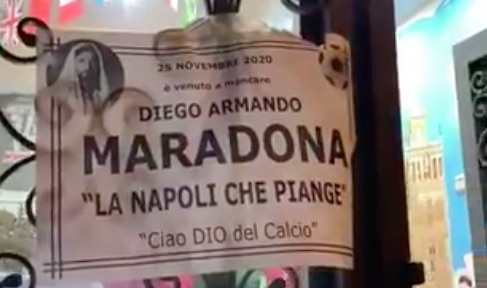 25 NOVEMBRE 2020
è venuto a mancare
DIEGO ARMANDO
MARADONA
"LA NAPOLI CHE PIANGE"
"Ciao DIO del Calcio"